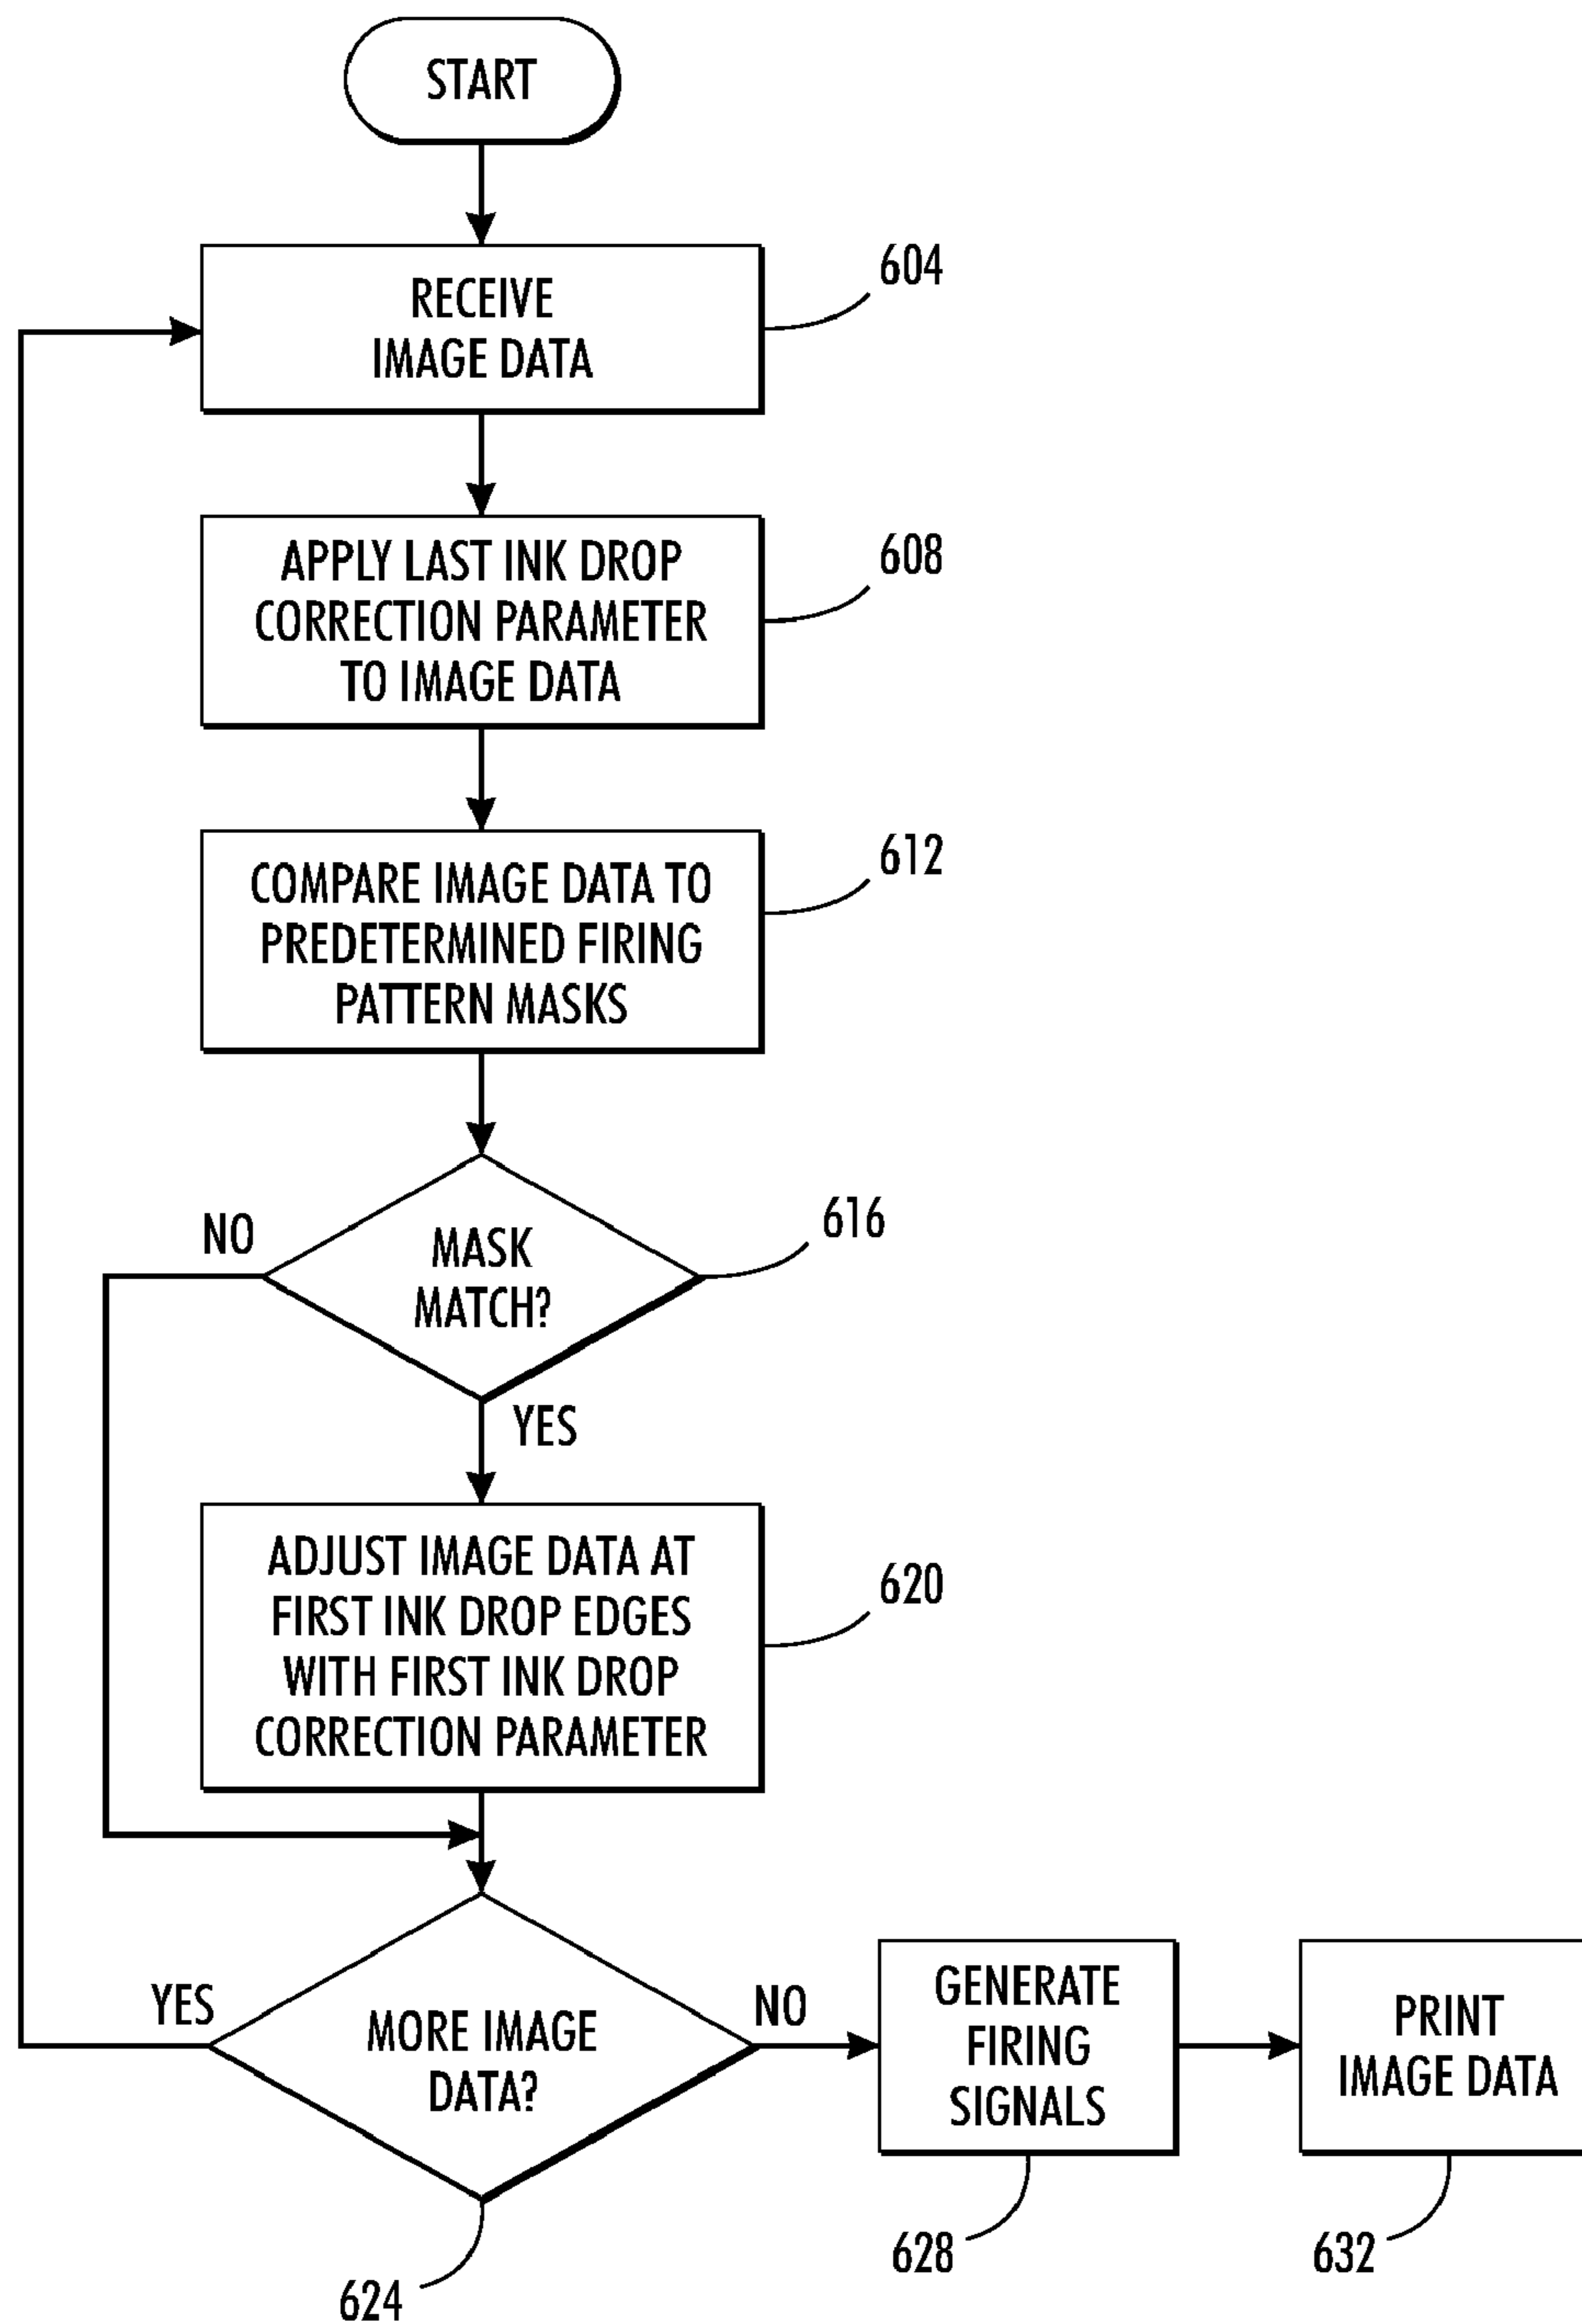 START
RECEIVE
IMAGE DATA
604
APPLY LAST INK DROP
CORRECTION PARAMETER
TO IMAGE DATA
608
COMPARE IMAGE DATA TO
PREDETERMINED FIRING
PATTERN MASKS
612
NO
MASK
MATCH?
616
YES
ADJUST IMAGE DATA AT
FIRST INK DROP EDGES
WITH FIRST INK DROP
CORRECTION PARAMETER
620
YES
MORE IMAGE
DATA?
NO
624
GENERATE
FIRING
SIGNALS
628
PRINT
IMAGE DATA
632